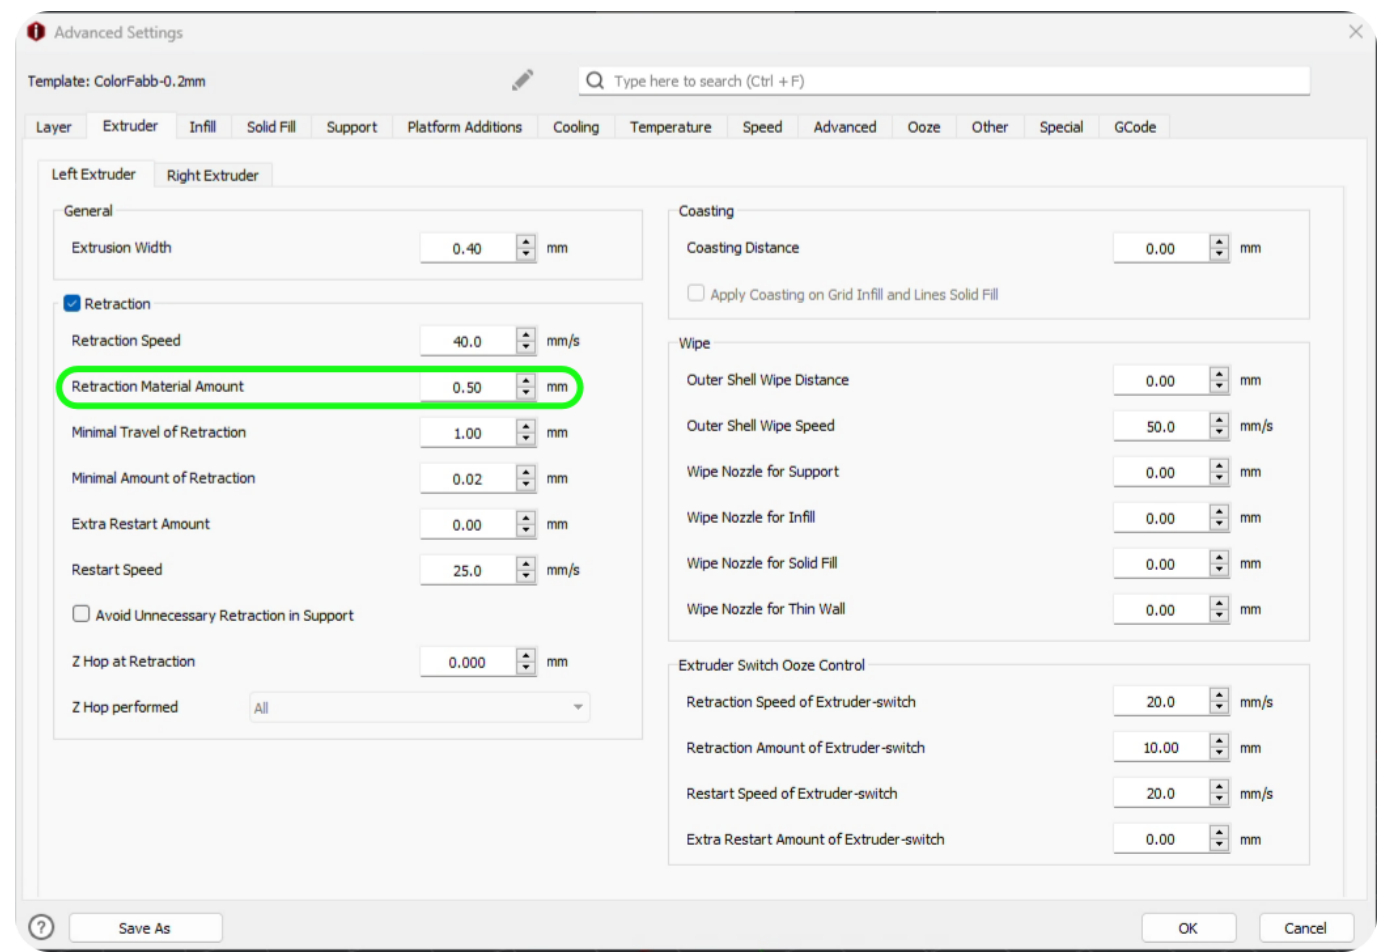 Advanced Settings
Template: ColorFabb-0.2mm
Type here to search (Ctrl + F)
Layer Extruder Infill Solid Fill Support Platform Additions Cooling Temperature Speed Advanced Ooze Other Special GCode
Left Extruder Right Extruder
General
Extrusion Width 0.40 mm
Retraction
Retraction Speed 40.0 mm/s
Retraction Material Amount 0.50 mm
Minimal Travel of Retraction 1.00 mm
Minimal Amount of Retraction 0.02 mm
Extra Restart Amount 0.00 mm
Restart Speed 25.0 mm/s
Avoid Unnecessary Retraction in Support
Z Hop at Retraction 0.000 mm
Z Hop performed All
Coasting
Coasting Distance 0.00 mm
Apply Coasting on Grid Infill and Lines Solid Fill
Wipe
Outer Shell Wipe Distance 0.00 mm
Outer Shell Wipe Speed 50.0 mm/s
Wipe Nozzle for Support 0.00 mm
Wipe Nozzle for Infill 0.00 mm
Wipe Nozzle for Solid Fill 0.00 mm
Wipe Nozzle for Thin Wall 0.00 mm
Extruder Switch Ooze Control
Retraction Speed of Extruder-switch 20.0 mm/s
Retraction Amount of Extruder-switch 10.00 mm
Restart Speed of Extruder-switch 20.0 mm/s
Extra Restart Amount of Extruder-switch 0.00 mm
? Save As OK Cancel